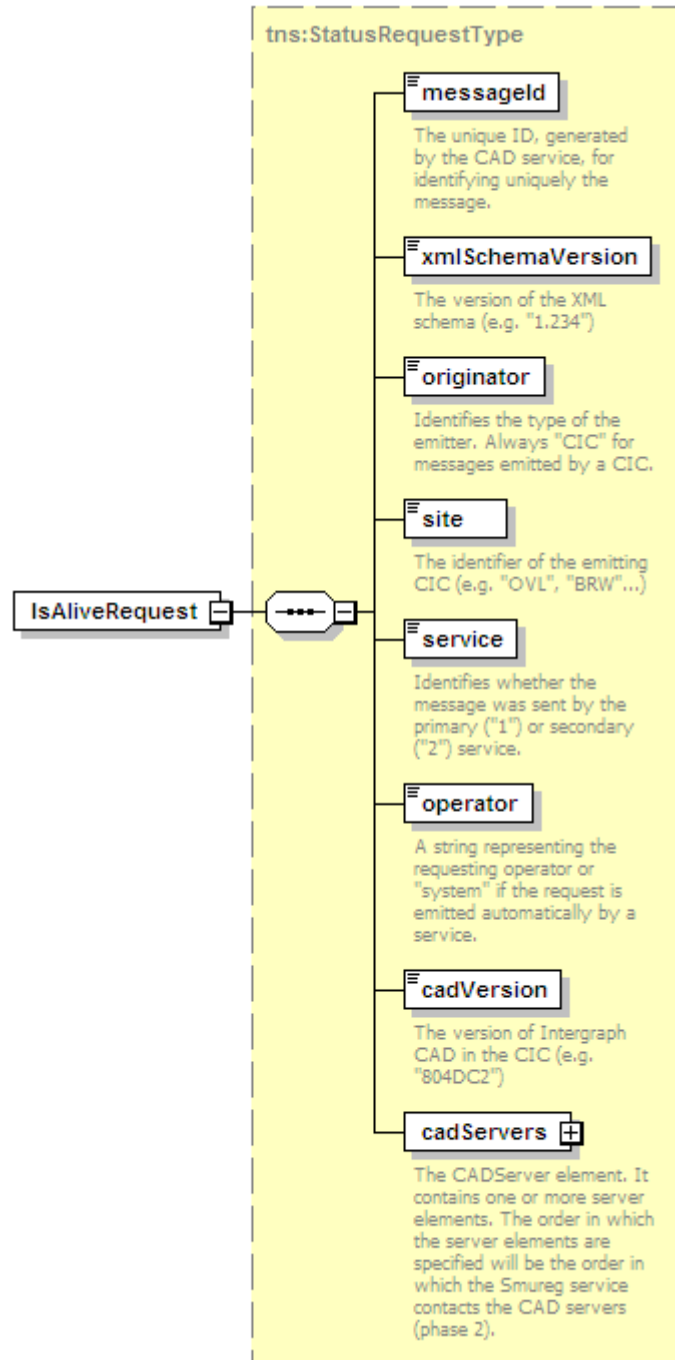 tns:StatusRequestType
messageId
The unique ID, generated
by the CAD service, for
identifying uniquely the
message.
xmlSchemaVersion
The version of the XML
schema (e.g. "1.234")
originator
Identifies the type of the
emitter. Always "CIC" for
messages emitted by a CIC.
site
The identifier of the emitting
CIC (e.g. "OVL", "BRW"...)
IsAliveRequest
service
Identifies whether the
message was sent by the
primary ("1") or secondary
("2") service.
operator
A string representing the
requesting operator or
"system" if the request is
emitted automatically by a
service.
cadVersion
The version of Intergraph
CAD in the CIC (e.g.
"804DC2")
cadServers
The CADServer element. It
contains one or more server
elements. The order in which
the server elements are
specified will be the order in
which the Smureg service
contacts the CAD servers
(phase 2).